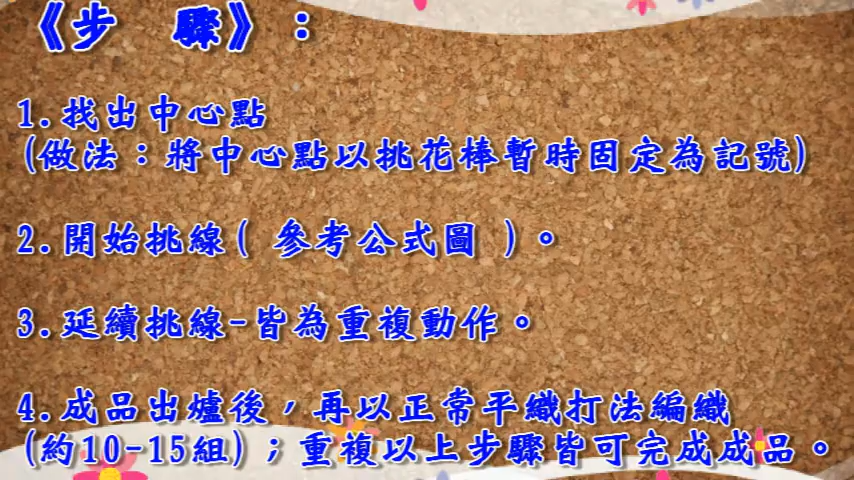 《步 驟》：
1.找出中心點
(做法：將中心點以挑花棒暫時固定為記號)
2.開始挑線( 參考公式圖 )。
3.延續挑線-皆為重複動作。
4.成品出爐後，再以正常平織打法編織
(約10-15組)；重複以上步驟皆可完成成品。